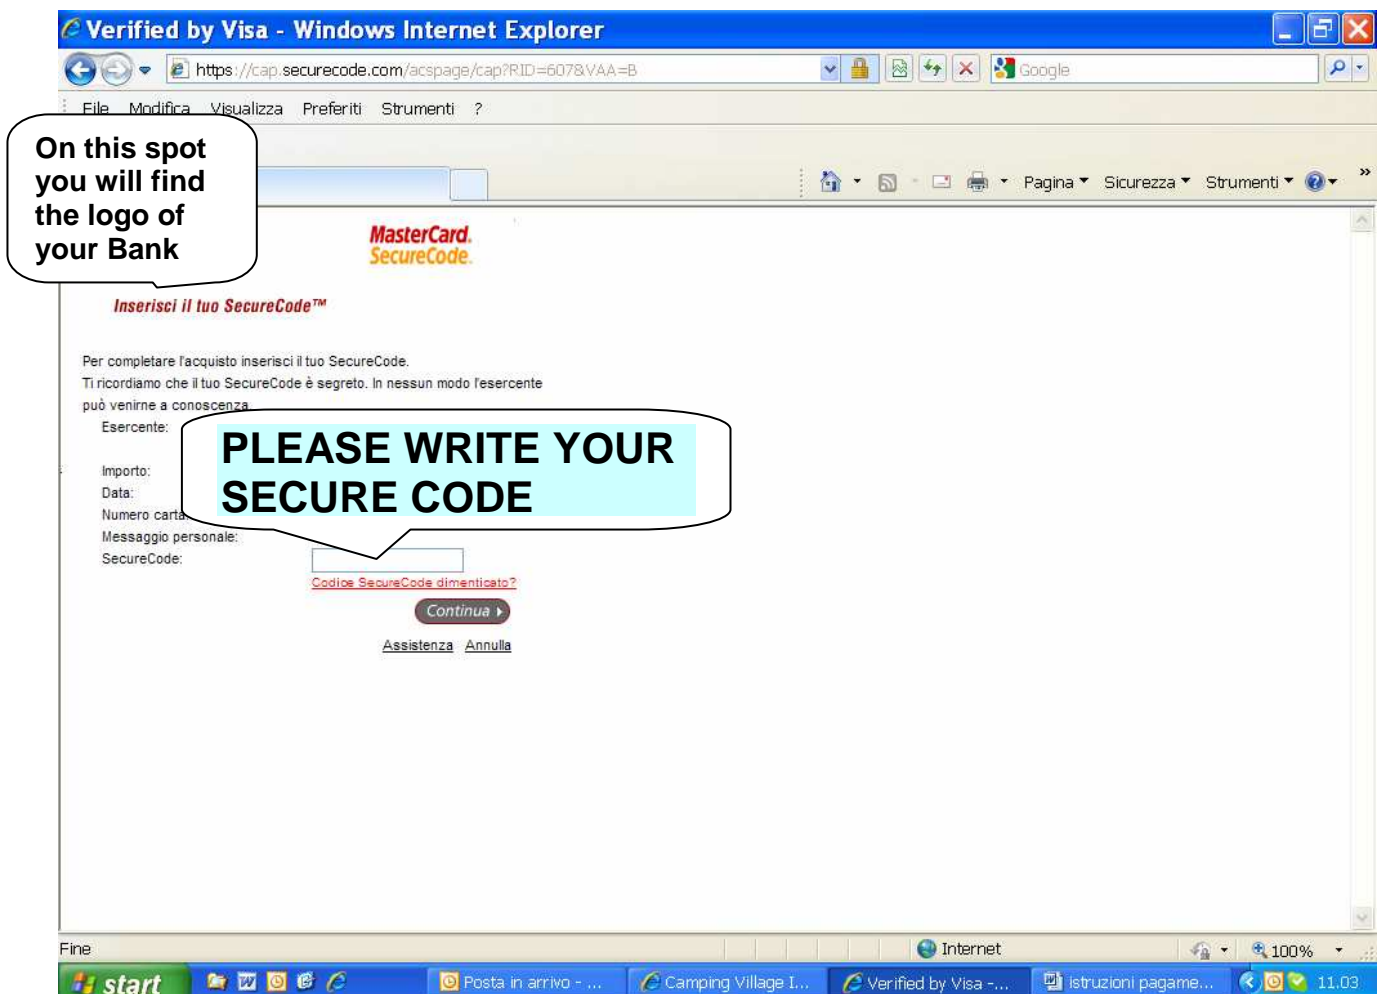 Verified by Visa - Windows Internet Explorer
https://cap.securecode.com/acspage/cap?RID=607&VAA=B
Google
File Modifica Visualizza Preferiti Strumenti ?
On this spot
you will find
the logo of
your Bank
Pagina Sicurezza Strumenti
MasterCard.
SecureCode.
Inserisci il tuo SecureCode™
Per completare l'acquisto inserisci il tuo SecureCode.
Ti ricordiamo che il tuo SecureCode è segreto. In nessun modo l'esercente
può venirne a conoscenza
Esercente:
PLEASE WRITE YOUR
SECURE CODE
Importo:
Data:
Numero carta:
Messaggio personale:
SecureCode:
Codice SecureCode dimenticato?
Continua
Assistenza Annulla
Fine
Internet
100%
start
Posta in arrivo - ...
Camping Village I...
Verified by Visa -...
istruzioni pagame...
11.03